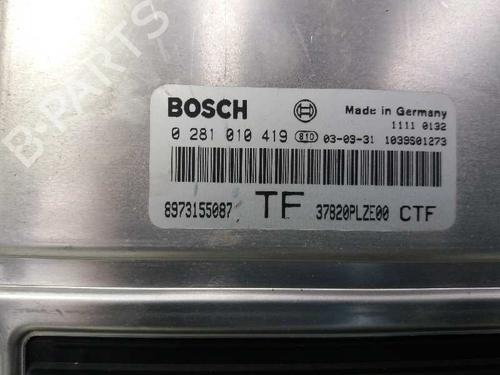 B-PARTS
BOSCH Made in Germany
1111 0132
0 281 010 419 810 03-09-31 1039S01273
8973155087 TF 37820PLZE00 CTF